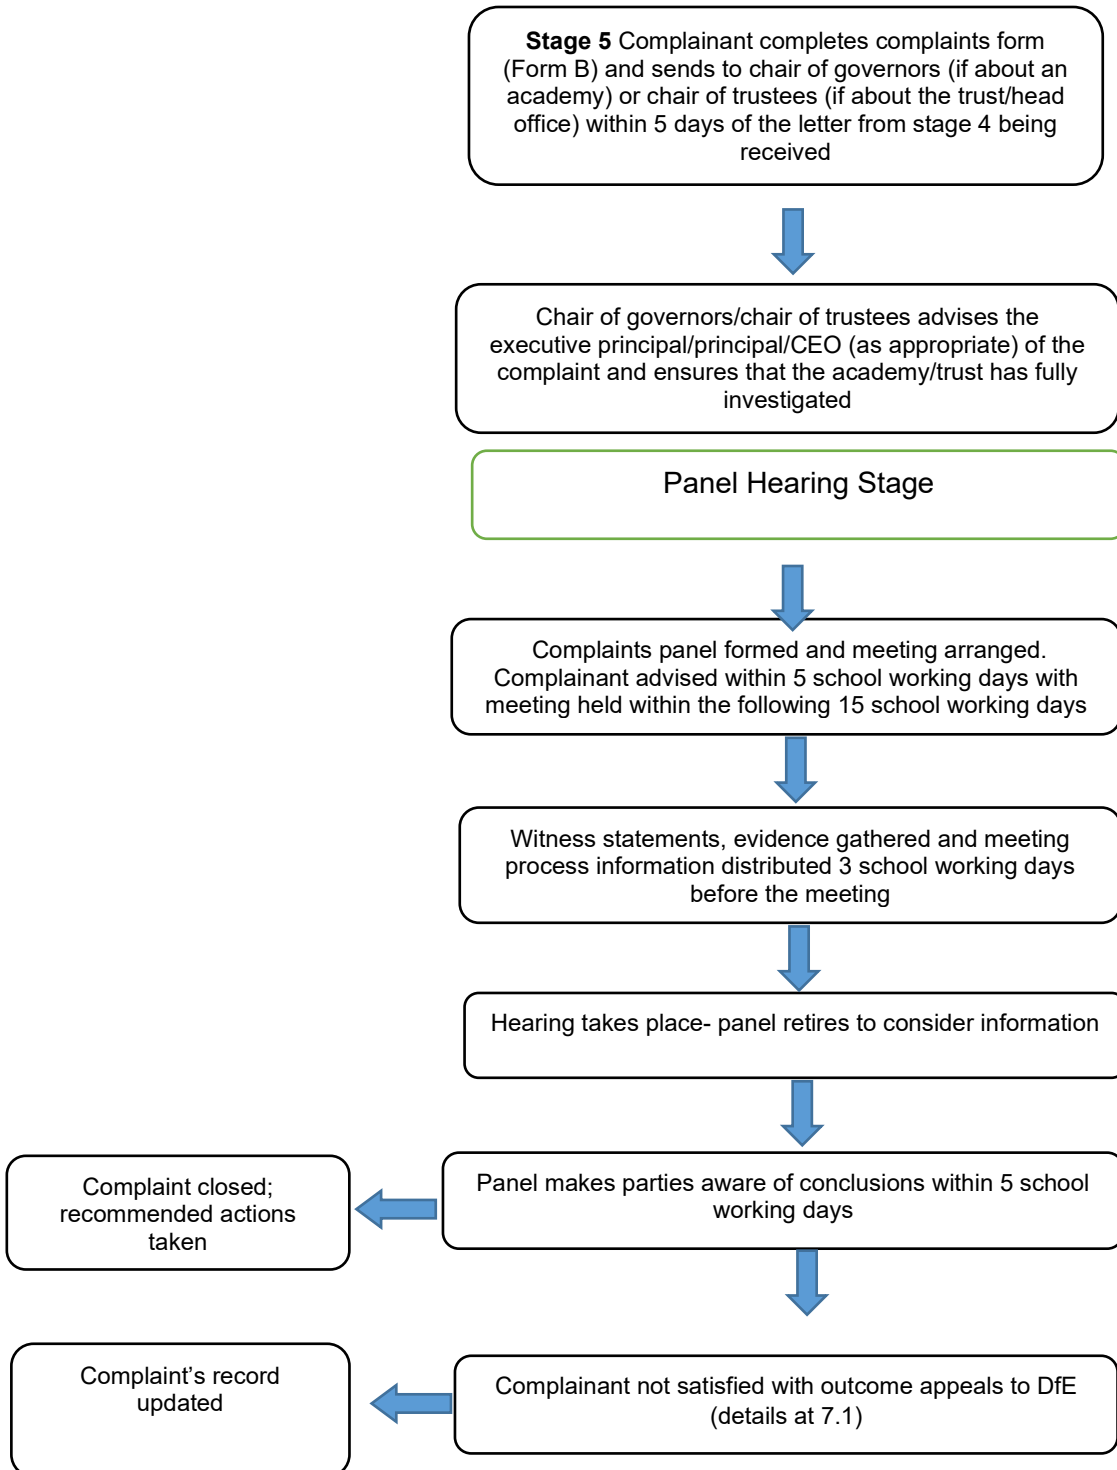 Stage 5 Complainant completes complaints form
(Form B) and sends to chair of governors (if about an
academy) or chair of trustees (if about the trust/head
office) within 5 days of the letter from stage 4 being
received
Chair of governors/chair of trustees advises the
executive principal/principal/CEO (as appropriate) of the
complaint and ensures that the academy/trust has fully
investigated
Panel Hearing Stage
Complaints panel formed and meeting arranged.
Complainant advised within 5 school working days with
meeting held within the following 15 school working days
Witness statements, evidence gathered and meeting
process information distributed 3 school working days
before the meeting
Hearing takes place- panel retires to consider information
Panel makes parties aware of conclusions within 5 school
working days
Complaint closed;
recommended actions
taken
Complainant not satisfied with outcome appeals to DfE
(details at 7.1)
Complaint’s record
updated